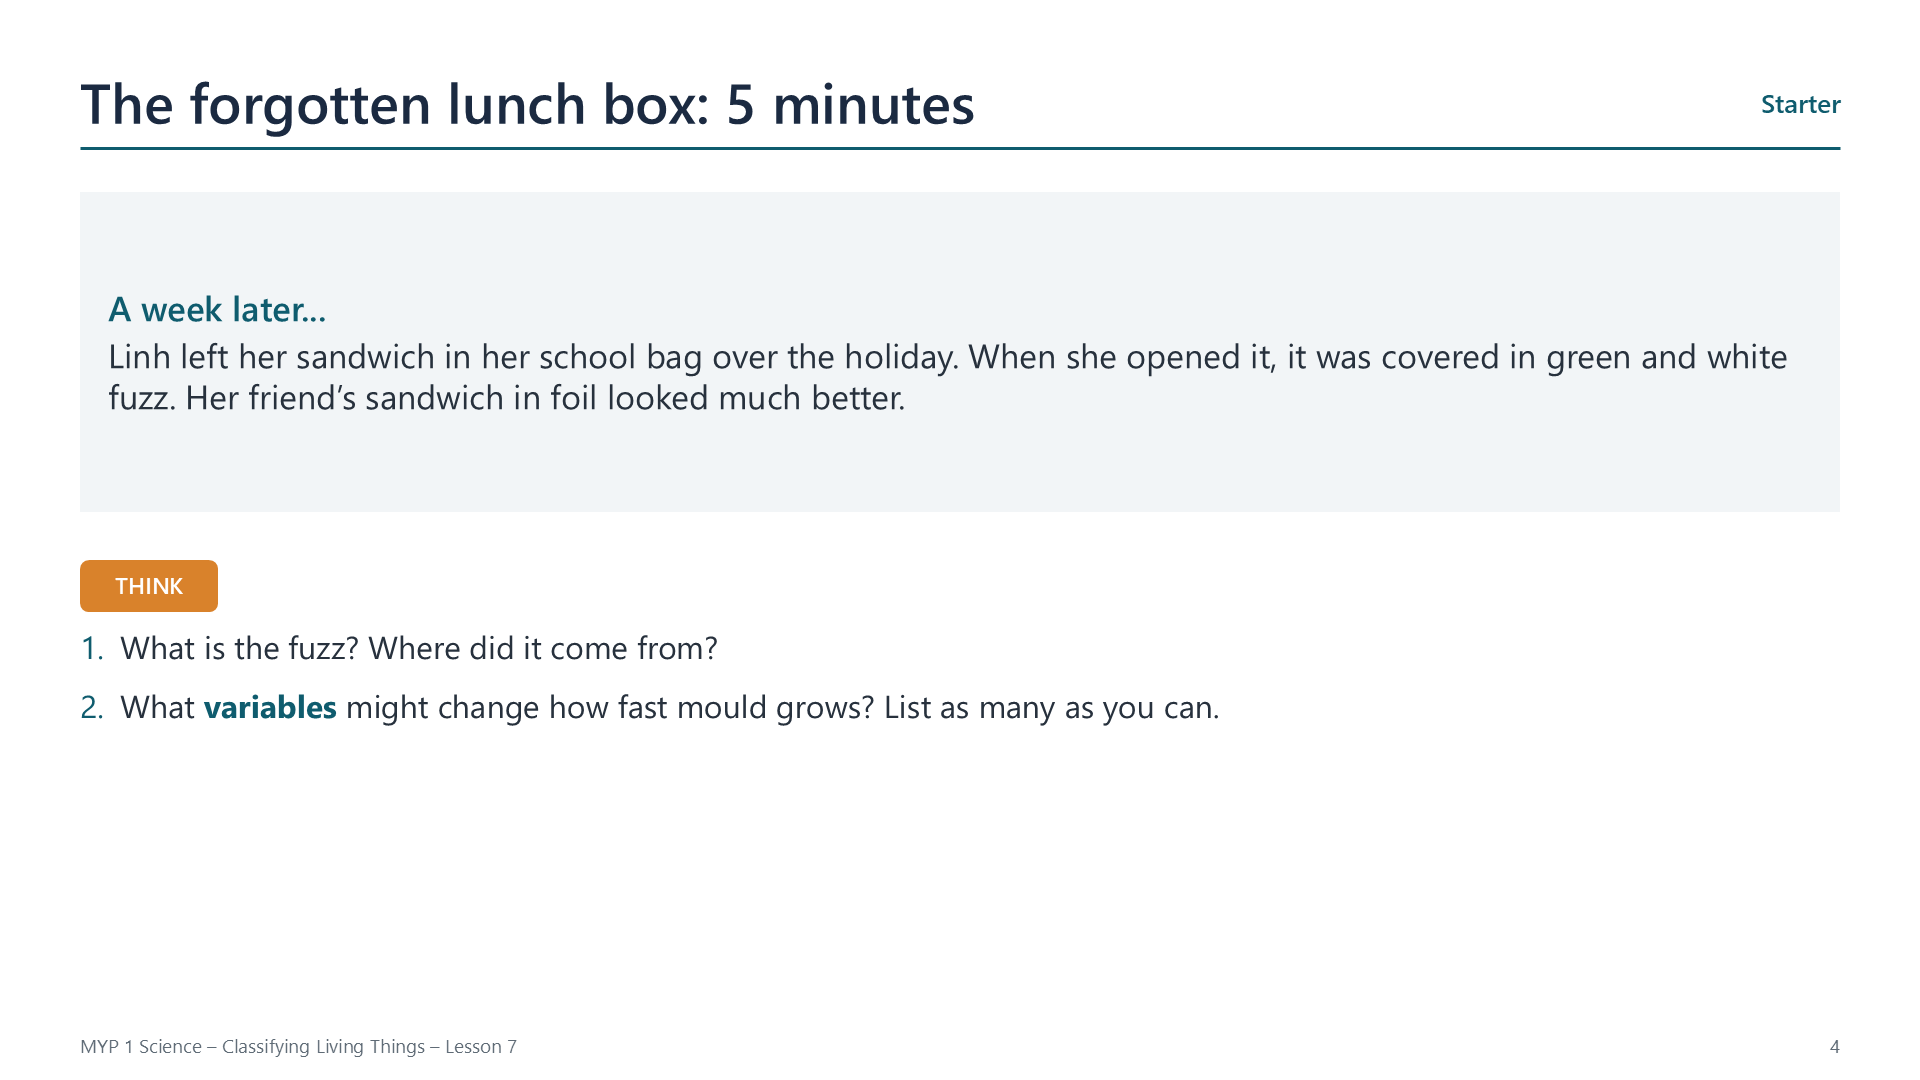 The forgotten lunch box: 5 minutes
Starter
A week later...
Linh left her sandwich in her school bag over the holiday. When she opened it, it was covered in green and white
fuzz. Her friend’s sandwich in foil looked much better.
THINK
1. What is the fuzz? Where did it come from?
2. What variables might change how fast mould grows? List as many as you can.
MYP 1 Science – Classifying Living Things – Lesson 7
4